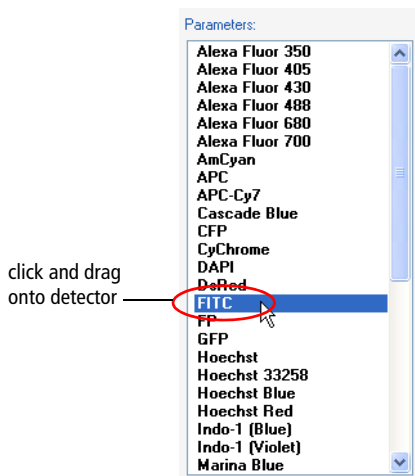 Parameters:
Alexa Fluor 350
Alexa Fluor 405
Alexa Fluor 430
Alexa Fluor 488
Alexa Fluor 680
Alexa Fluor 700
AmCyan
APC
APC-Cy7
Cascade Blue
CFP
CyChrome
DAPI
DsRed
FITC
FP
GFP
Hoechst
Hoechst 33258
Hoechst Blue
Hoechst Red
Indo-1 (Blue)
Indo-1 (Violet)
Marina Blue
click and drag
onto detector